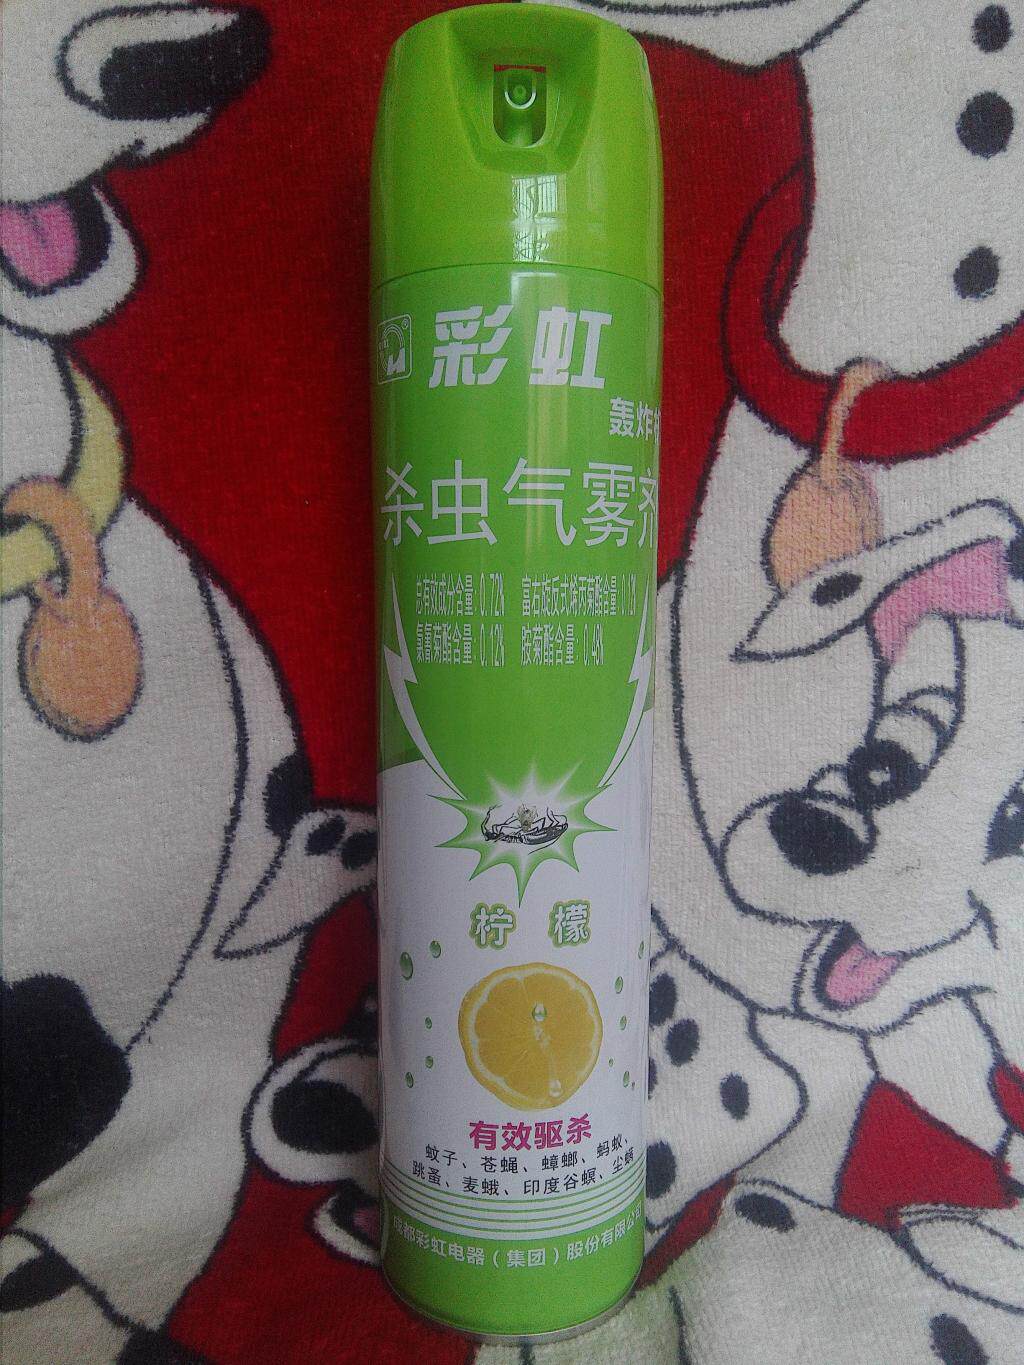 彩虹
轰炸
杀虫气雾剂
总有效成分含量：0.72% 富右旋反式烯丙菊酯含量：0.12%
氯氰菊酯含量：0.12% 胺菊酯含量：0.48%
柠檬
有效驱杀
蚊子、苍蝇、蟑螂、蚂蚁、
跳蚤、麦蛾、印度谷螟、尘螨
成都彩虹电器（集团）股份有限公司